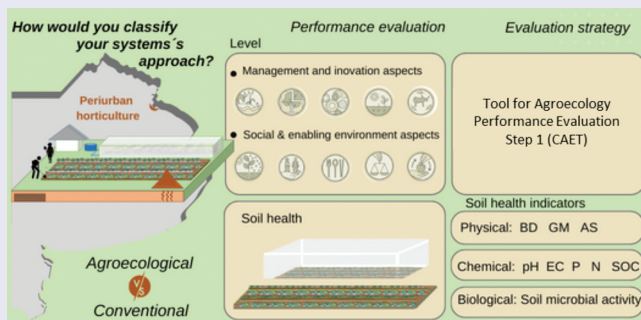 How would you classify
your systems´s
approach?
Periurban
horticulture
Agroecological
V/S
Conventional
Performance evaluation
Level
Management and inovation aspects
Social & enabling environment aspects
Soil health
Evaluation strategy
Tool for Agroecology
Performance Evaluation
Step 1 (CAET)
Soil health indicators
Physical: BD GM AS
Chemical: pH EC P N SOC
Biological: Soil microbial activity